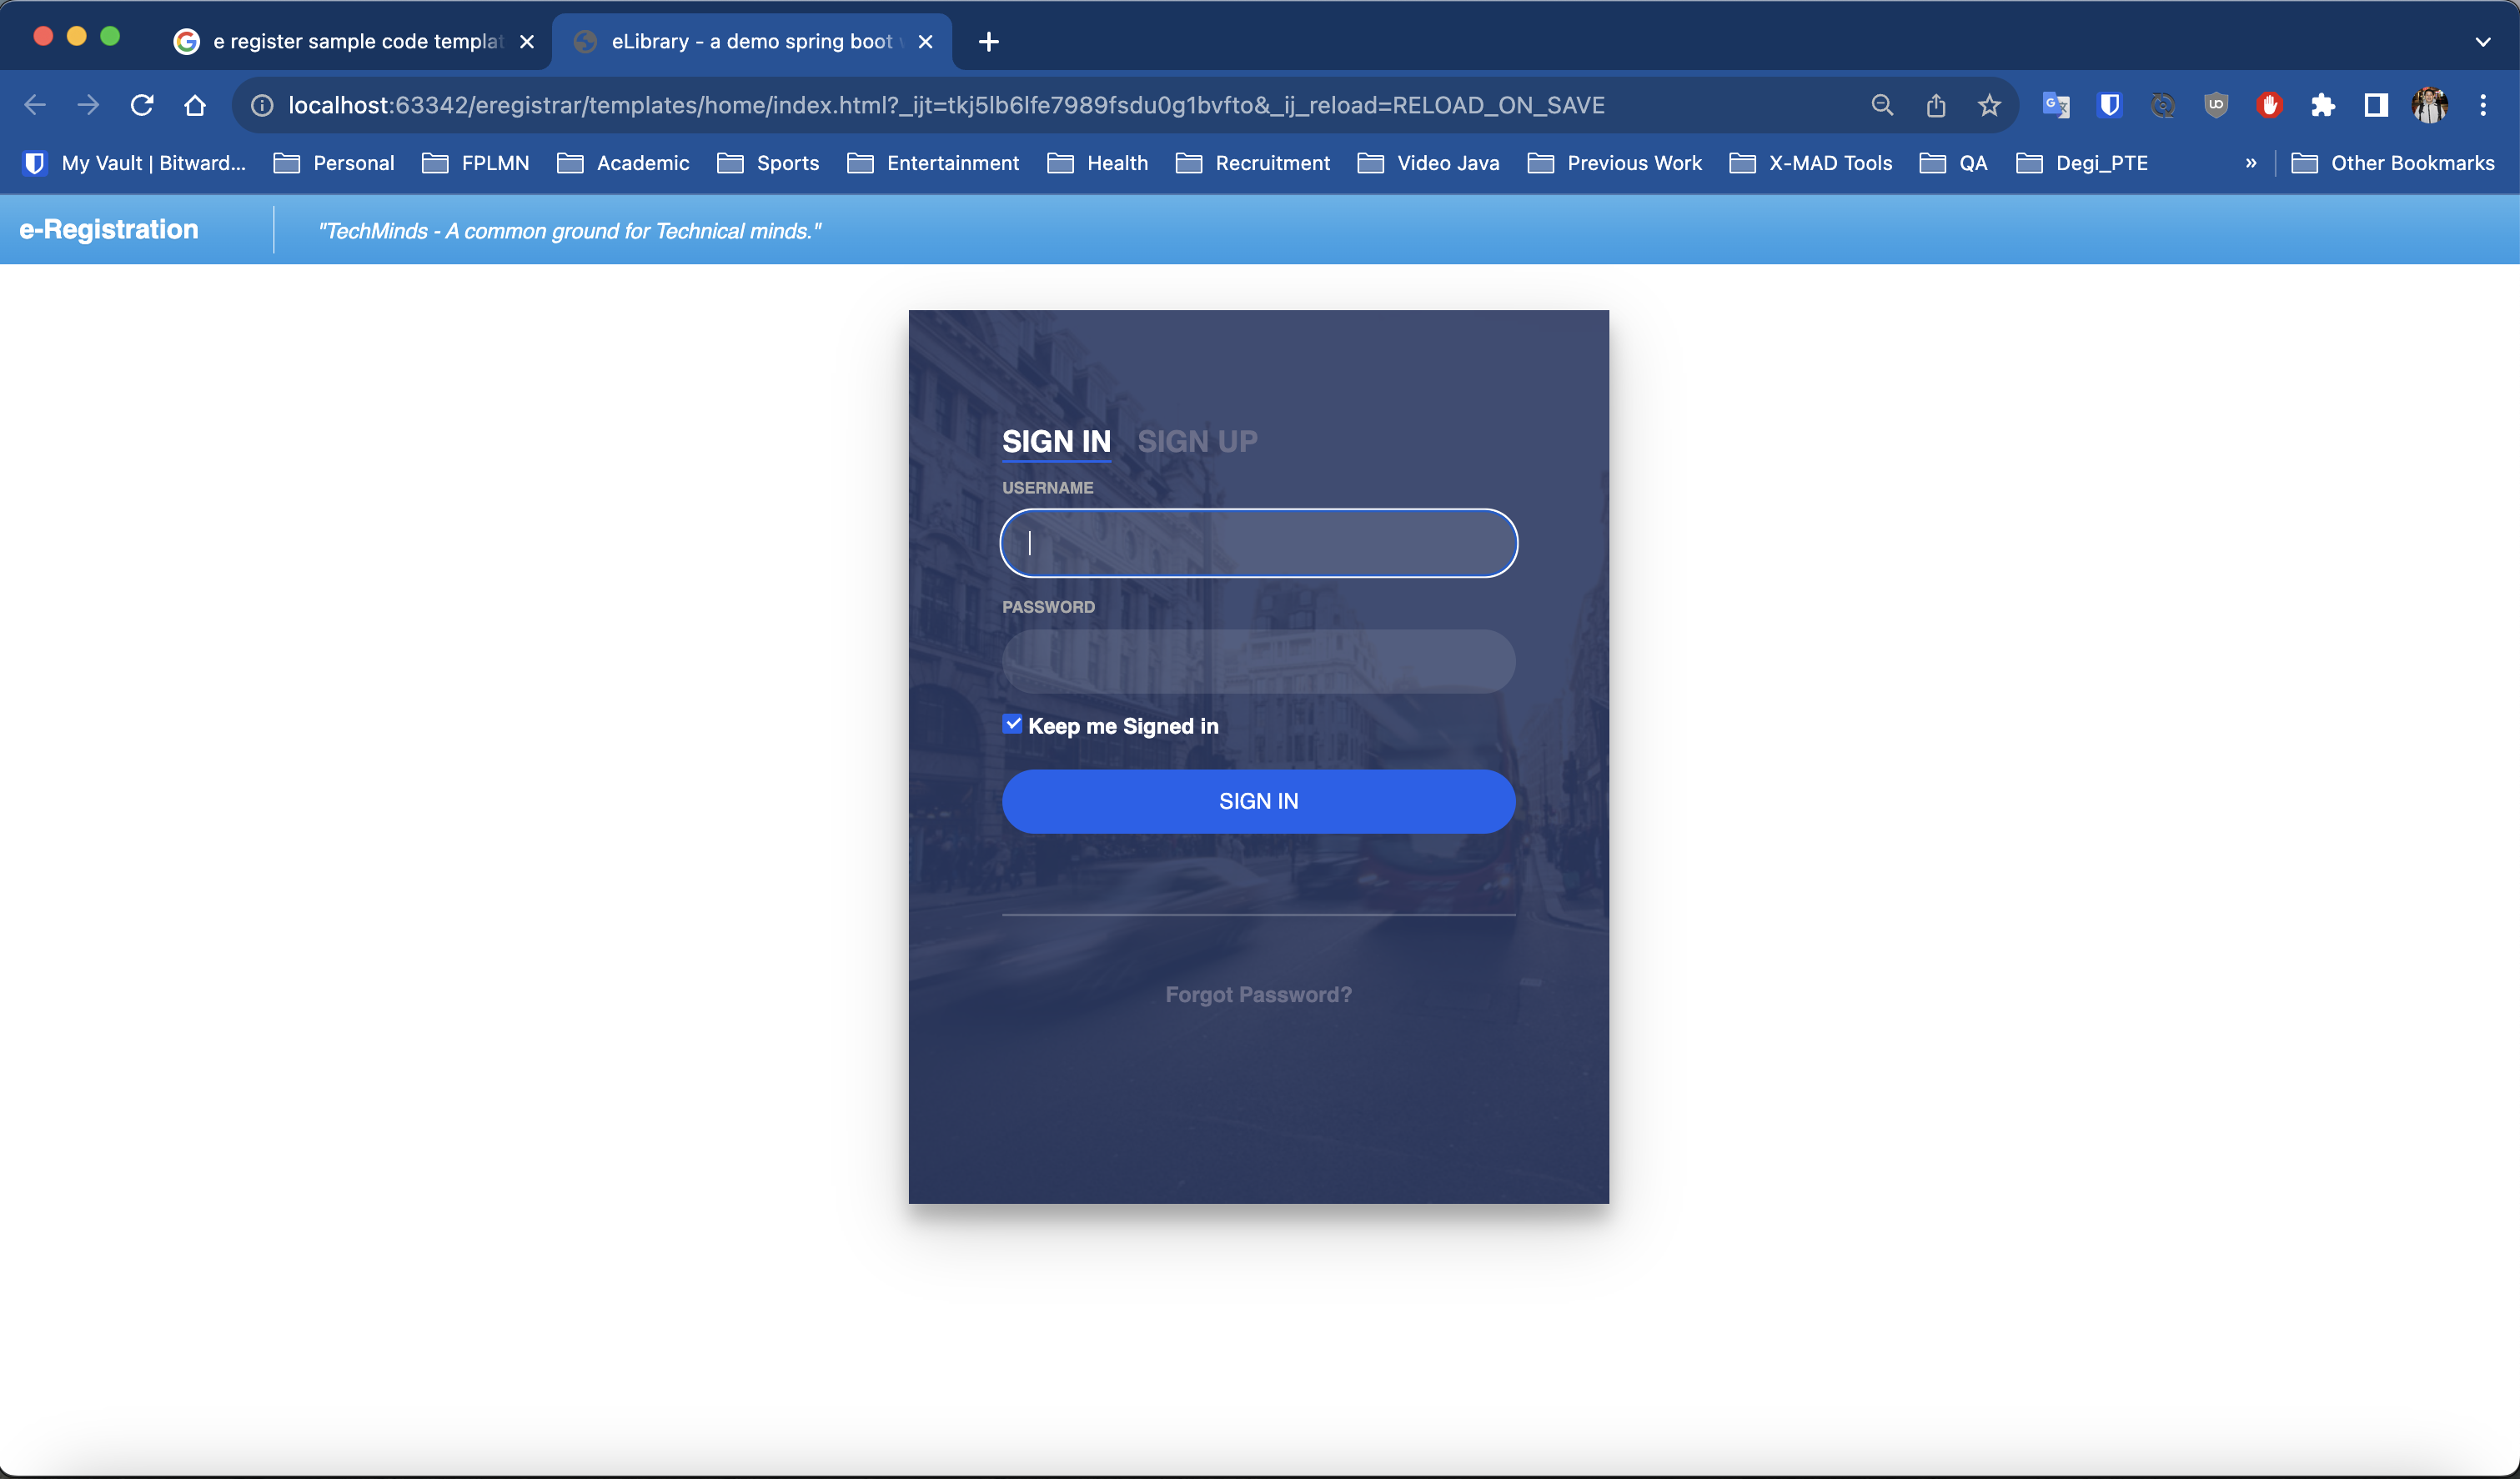 e register sample code templat
eLibrary - a demo spring boot
localhost:63342/eregistrar/templates/home/index.html?_ijt=tkj5lb6lfe7989fsdu0g1bvfto&_ij_reload=RELOAD_ON_SAVE
My Vault | Bitward... Personal FPLMN Academic Sports Entertainment Health Recruitment Video Java Previous Work X-MAD Tools QA Degi_PTE » Other Bookmarks
e-Registration "TechMinds - A common ground for Technical minds."
SIGN IN SIGN UP
USERNAME
PASSWORD
Keep me Signed in
SIGN IN
Forgot Password?